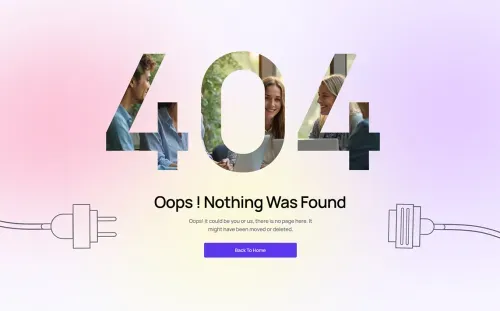 404
Oops ! Nothing Was Found
Oops! it could be you or us, there is no page here. It
might have been moved or deleted.
Back To Home